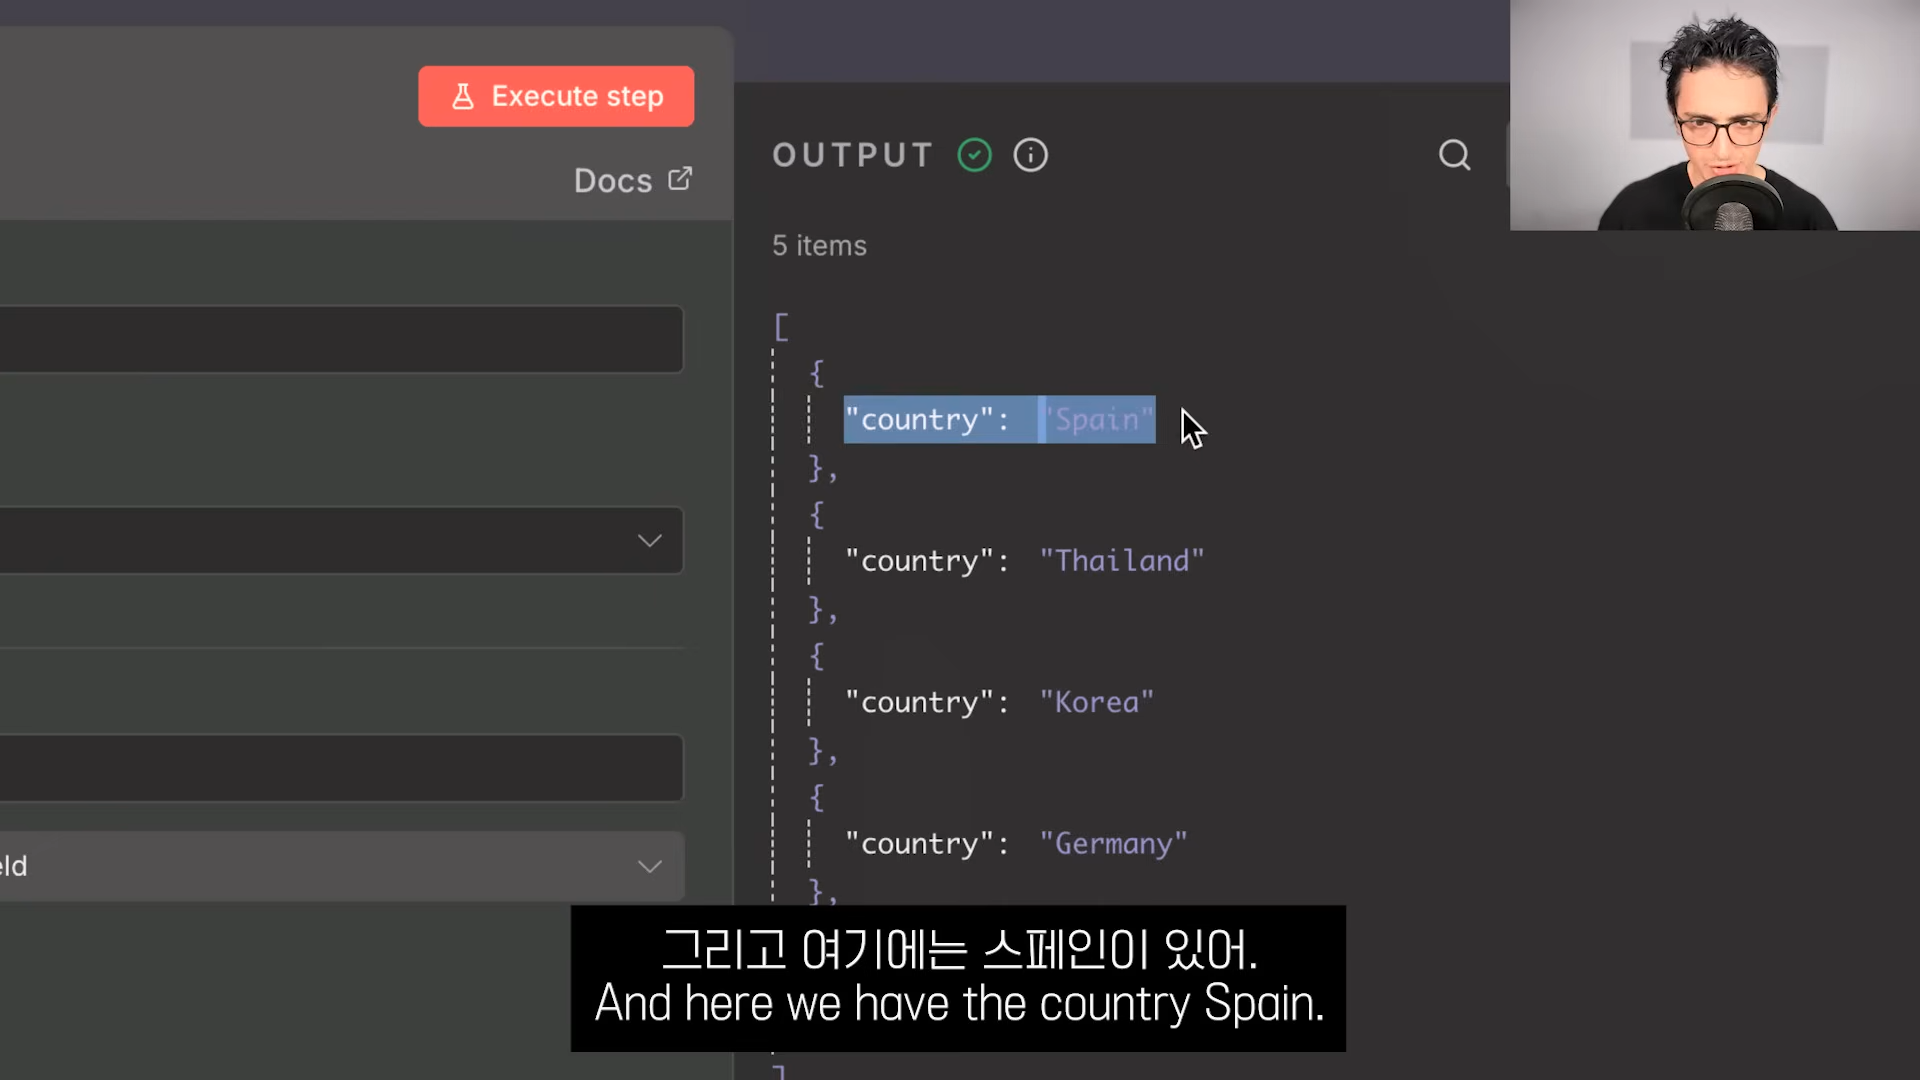 Execute step
Docs
OUTPUT
5 items
[
{
"country": "Spain"
},
{
"country": "Thailand"
},
{
"country": "Korea"
},
{
"country": "Germany"
},
eld
그리고 여기에는 스페인이 있어.
And here we have the country Spain.
]